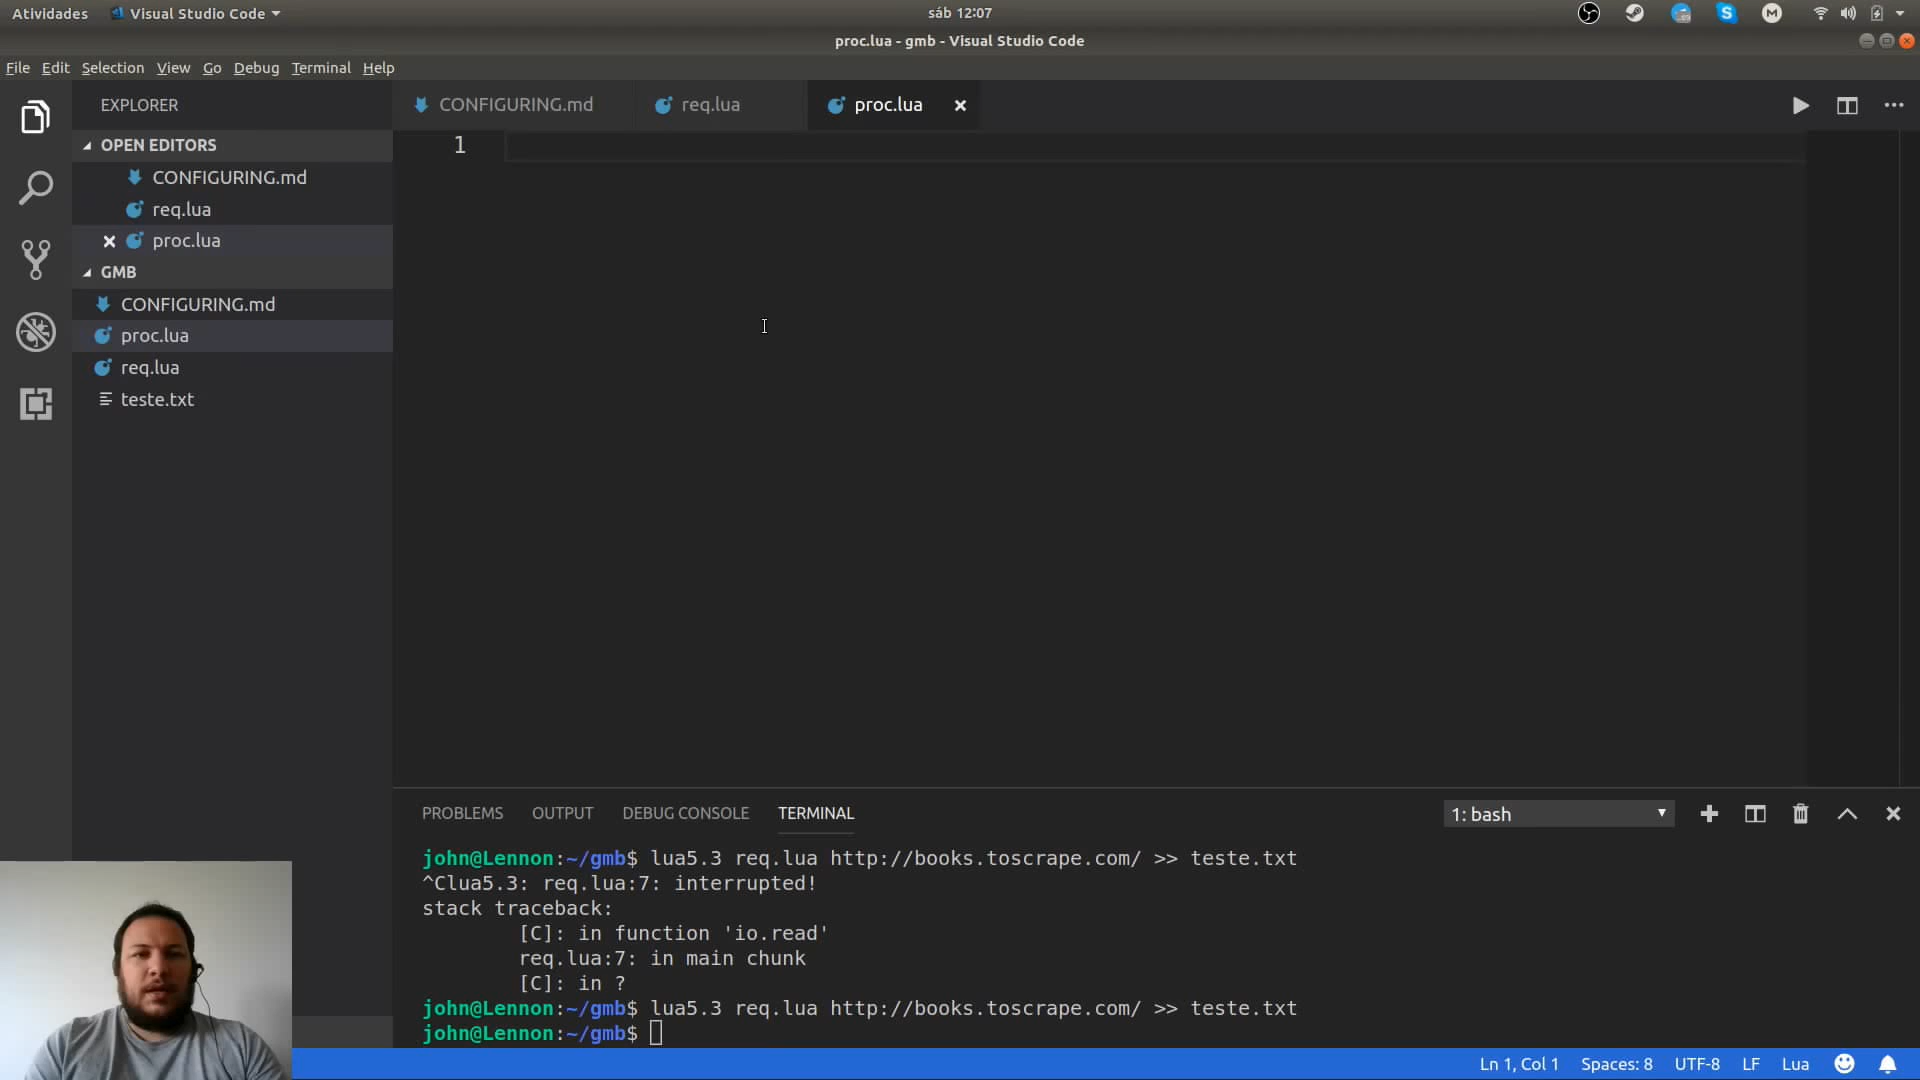 Atividades
Visual Studio Code
sáb 12:07
proc.lua - gmb - Visual Studio Code
File Edit Selection View Go Debug Terminal Help
EXPLORER
CONFIGURING.md
req.lua
proc.lua
OPEN EDITORS
CONFIGURING.md
req.lua
proc.lua
GMB
CONFIGURING.md
proc.lua
req.lua
teste.txt
1
PROBLEMS OUTPUT DEBUG CONSOLE TERMINAL
1: bash
john@Lennon:~/gmb$ lua5.3 req.lua http://books.toscrape.com/ >> teste.txt
^Clua5.3: req.lua:7: interrupted!
stack traceback:
[C]: in function 'io.read'
req.lua:7: in main chunk
[C]: in ?
john@Lennon:~/gmb$ lua5.3 req.lua http://books.toscrape.com/ >> teste.txt
john@Lennon:~/gmb$
Ln 1, Col 1 Spaces: 8 UTF-8 LF Lua